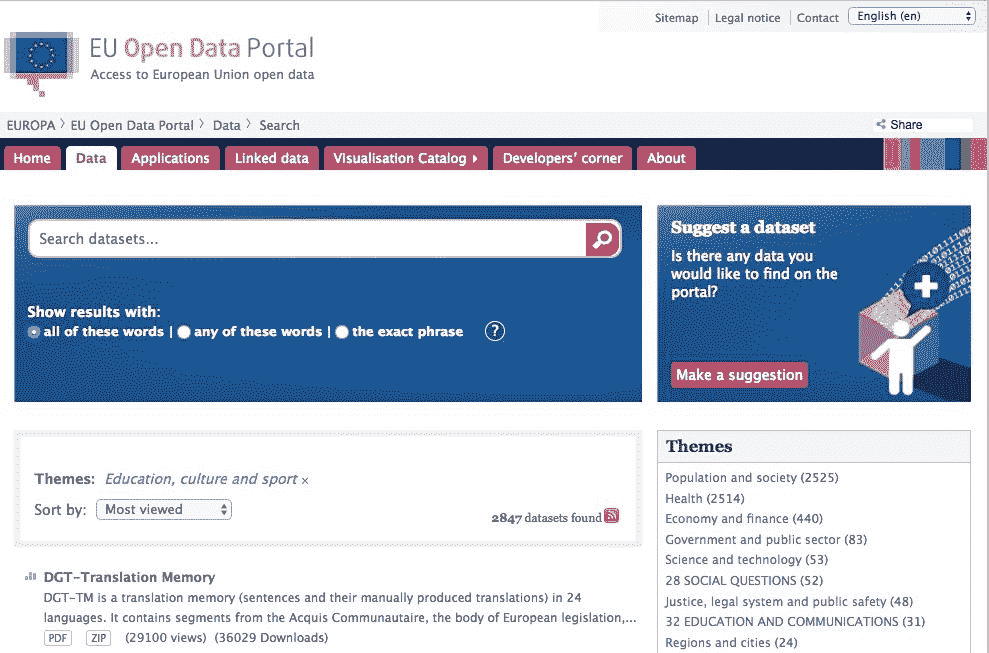 Sitemap Legal notice Contact English (en)
EU Open Data Portal
Access to European Union open data
EUROPA > EU Open Data Portal > Data > Search
Share
Home Data Applications Linked data Visualisation Catalog Developers' corner About
Search datasets...
Show results with:
all of these words | any of these words | the exact phrase ?
Suggest a dataset
Is there any data you
would like to find on the
portal?
Make a suggestion
Themes: Education, culture and sport ×
Sort by: Most viewed
2847 datasets found
DGT-Translation Memory
DGT-TM is a translation memory (sentences and their manually produced translations) in 24
languages. It contains segments from the Acquis Communautaire, the body of European legislation,...
PDF ZIP (29100 views) (36029 Downloads)
Themes
Population and society (2525)
Health (2514)
Economy and finance (440)
Government and public sector (83)
Science and technology (53)
28 SOCIAL QUESTIONS (52)
Justice, legal system and public safety (48)
32 EDUCATION AND COMMUNICATIONS (31)
Regions and cities (24)